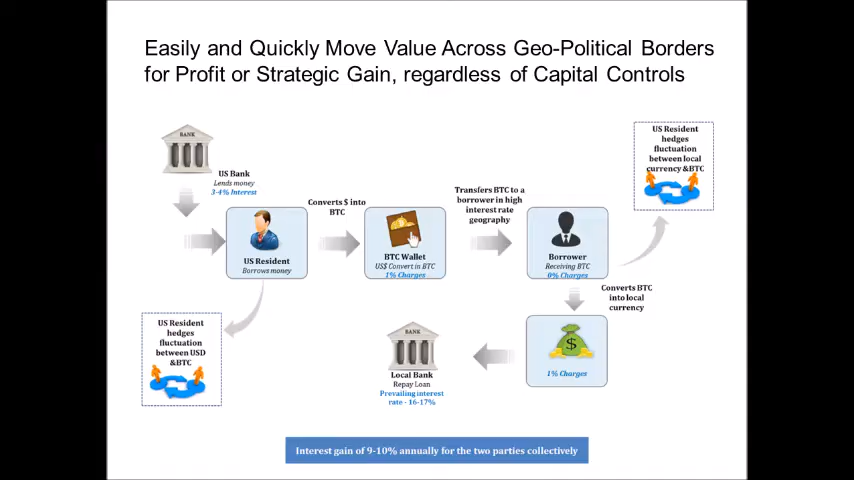 Easily and Quickly Move Value Across Geo-Political Borders
for Profit or Strategic Gain, regardless of Capital Controls
BANK
US Bank
Lends money
3-4% Interest
US Resident
Borrows money
Converts $ into
BTC
BTC Wallet
US$ Convert in BTC
1% Charges
Transfers BTC to a
borrower in high
interest rate
geography
Borrower
Receiving BTC
0% Charges
US Resident
hedges
fluctuation
between local
currency &BTC
Converts BTC
into local
currency
$
1% Charges
BANK
Local Bank
Repay Loan
Prevailing interest
rate - 16-17%
US Resident
hedges
fluctuation
between USD
&BTC
Interest gain of 9-10% annually for the two parties collectively